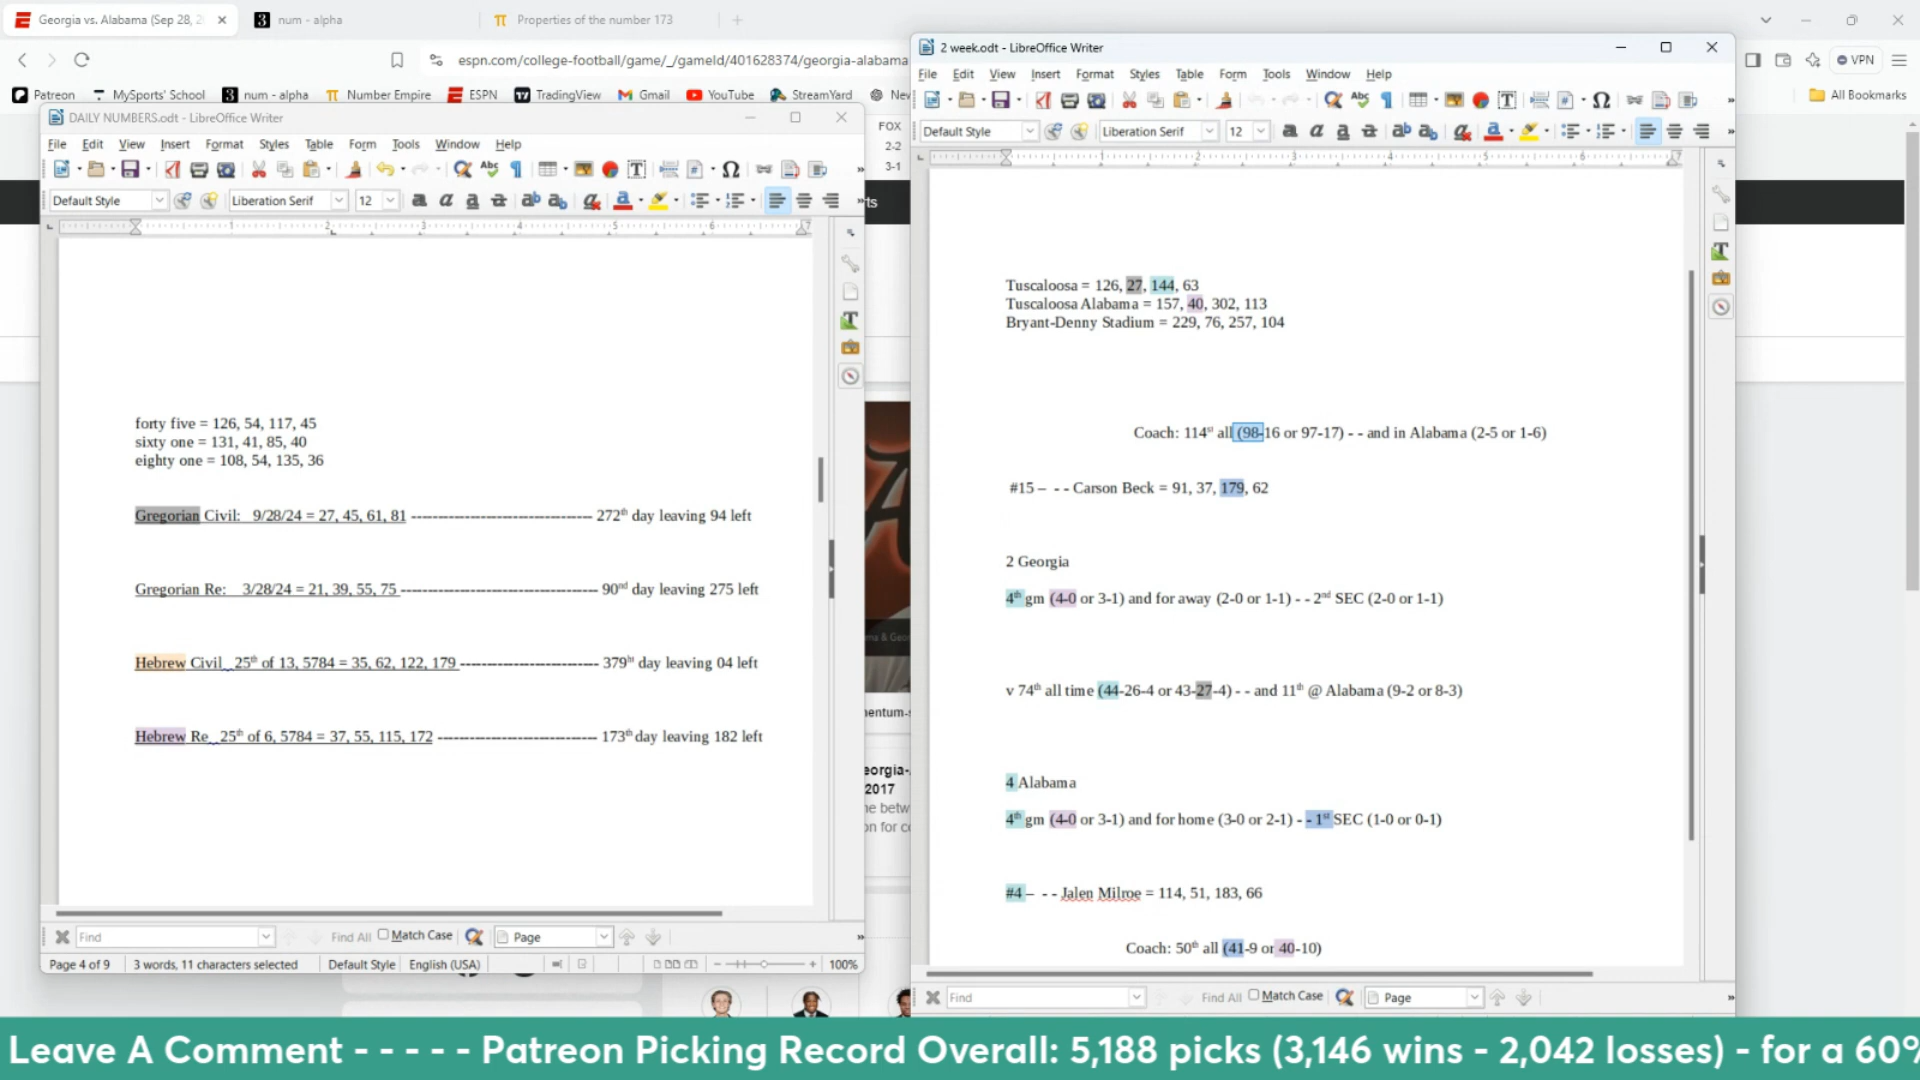 Georgia vs. Alabama (Sep 28, 2
num - alpha
Properties of the number 173
espn.com/college-football/game/_/gameId/401628374/georgia-alabama
VPN
Patreon
MySports' School
num - alpha
Number Empire
ESPN
TradingView
Gmail
YouTube
StreamYard
All Bookmarks
DAILY NUMBERS.odt - LibreOffice Writer
File Edit View Insert Format Styles Table Form Tools Window Help
Default Style
Liberation Serif
12
forty five = 126, 54, 117, 45
sixty one = 131, 41, 85, 40
eighty one = 108, 54, 135, 36
Gregorian Civil: 9/28/24 = 27, 45, 61, 81 ---------------------------------- 272th day leaving 94 left
Gregorian Re: 3/28/24 = 21, 39, 55, 75 ------------------------------------- 90nd day leaving 275 left
Hebrew Civil 25th of 13, 5784 = 35, 62, 122, 179 -------------------------- 379ht day leaving 04 left
Hebrew Re 25th of 6, 5784 = 37, 55, 115, 172 ------------------------------ 173th day leaving 182 left
Find
Find All
Match Case
Page
Page 4 of 9
3 words, 11 characters selected
Default Style
English (USA)
100%
FOX
2-2
3-1
ts
2017
2 week.odt - LibreOffice Writer
File Edit View Insert Format Styles Table Form Tools Window Help
Default Style
Liberation Serif
12
Tuscaloosa = 126, 27, 144, 63
Tuscaloosa Alabama = 157, 40, 302, 113
Bryant-Denny Stadium = 229, 76, 257, 104
Coach: 114st all (98-16 or 97-17) - - and in Alabama (2-5 or 1-6)
#15 – - - Carson Beck = 91, 37, 179, 62
2 Georgia
4th gm (4-0 or 3-1) and for away (2-0 or 1-1) - - 2nd SEC (2-0 or 1-1)
v 74th all time (44-26-4 or 43-27-4) - - and 11th @ Alabama (9-2 or 8-3)
4 Alabama
4th gm (4-0 or 3-1) and for home (3-0 or 2-1) - - 1st SEC (1-0 or 0-1)
#4 – - - Jalen Milroe = 114, 51, 183, 66
Coach: 50th all (41-9 or 40-10)
Find
Find All
Match Case
Page
Leave A Comment - - - - - Patreon Picking Record Overall: 5,188 picks (3,146 wins - 2,042 losses) - for a 60%